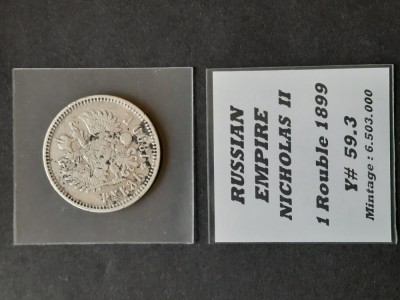 RUSSIAN
EMPIRE
NICHOLAS II
1 Rouble 1899
Y# 59.3
Mintage : 6.503.000